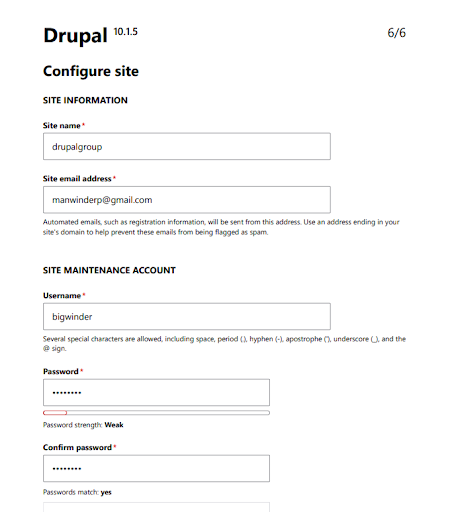 Drupal 10.1.5 6/6
Configure site
SITE INFORMATION
Site name*
drupalgroup
Site email address*
manwinderp@gmail.com
Automated emails, such as registration information, will be sent from this address. Use an address ending in your
site's domain to help prevent these emails from being flagged as spam.
SITE MAINTENANCE ACCOUNT
Username*
bigwinder
Several special characters are allowed, including space, period (.), hyphen (-), apostrophe ('), underscore (_), and the
@ sign.
Password*
••••••••
Password strength: Weak
Confirm password*
••••••••
Passwords match: yes